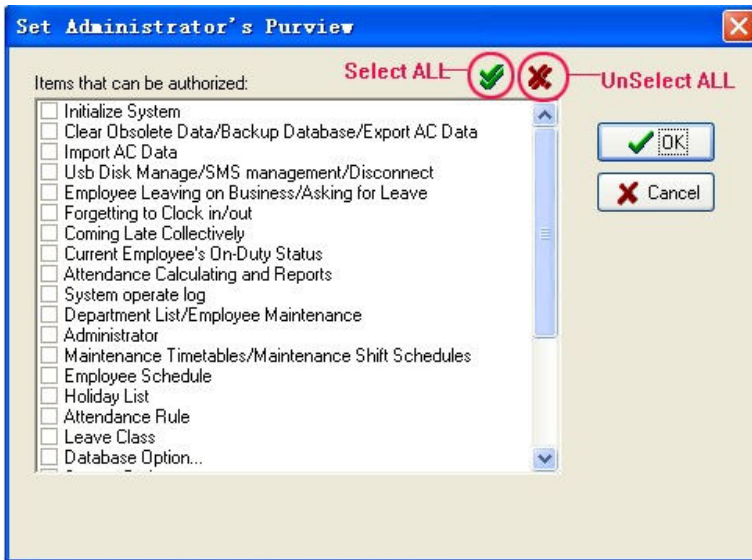 Set Administrator's Purview
Select ALL
UnSelect ALL
Items that can be authorized:
Initialize System
Clear Obsolete Data/Backup Database/Export AC Data
Import AC Data
Usb Disk Manage/SMS management/Disconnect
Employee Leaving on Business/Asking for Leave
Forgetting to Clock in/out
Coming Late Collectively
Current Employee's On-Duty Status
Attendance Calculating and Reports
System operate log
Department List/Employee Maintenance
Administrator
Maintenance Timetables/Maintenance Shift Schedules
Employee Schedule
Holiday List
Attendance Rule
Leave Class
Database Option...
OK
Cancel